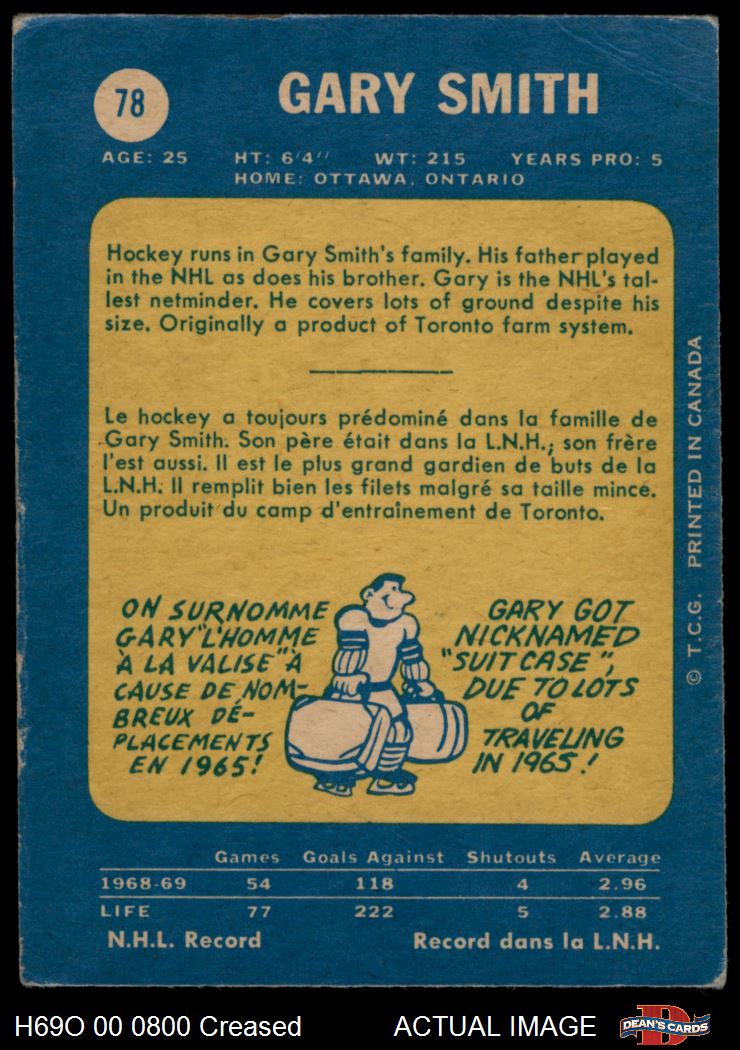 78
GARY SMITH
AGE: 25 HT: 6'4'' WT: 215 YEARS PRO: 5
HOME: OTTAWA, ONTARIO
Hockey runs in Gary Smith's family. His father played
in the NHL as does his brother. Gary is the NHL's tal-
lest netminder. He covers lots of ground despite his
size. Originally a product of Toronto farm system.
Le hockey a toujours prédominé dans la famille de
Gary Smith. Son père était dans la L.N.H.; son frère
l'est aussi. Il est le plus grand gardien de buts de la
L.N.H. Il remplit bien les filets malgré sa taille mince.
Un produit du camp d'entraînement de Toronto.
ON SURNOMME
GARY "L'HOMME
À LA VALISE" À
CAUSE DE NOM-
BREUX DÉ-
PLACEMENTS
EN 1965!
GARY GOT
NICKNAMED
"SUITCASE",
DUE TO LOTS
OF
TRAVELING
IN 1965!
© T.C.G. PRINTED IN CANADA
Games Goals Against Shutouts Average
1968-69 54 118 4 2.96
LIFE 77 222 5 2.88
N.H.L. Record Record dans la L.N.H.
H69O 00 0800 Creased ACTUAL IMAGE
D
DEAN'S CARDS